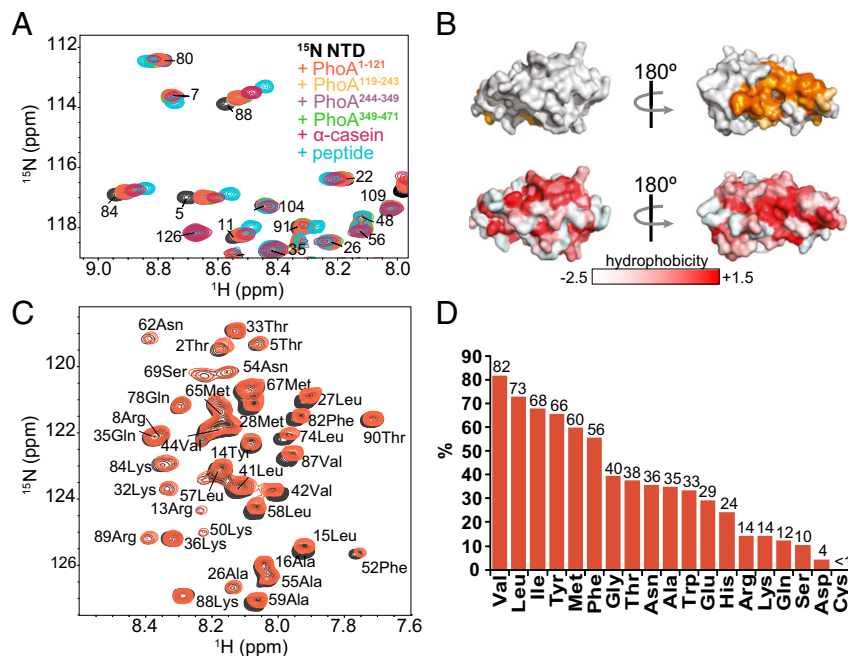 A
112
114
116
118
¹⁵N (ppm)
9.0
8.8
8.6
8.4
8.2
8.0
¹H (ppm)
¹⁵N NTD
+ PhoA¹⁻¹²¹
+ PhoA¹¹⁹⁻²⁴³
+ PhoA²⁴⁴⁻³⁴⁹
+ PhoA³⁴⁹⁻⁴⁷¹
+ α-casein
+ peptide
80
7
88
22
109
84
5
104
48
11
91
126
35
26
56
B
180º
180º
hydrophobicity
-2.5
+1.5
C
120
122
124
126
¹⁵N (ppm)
8.4
8.2
8.0
7.8
7.6
¹H (ppm)
62Asn
33Thr
2Thr
5Thr
69Ser
54Asn
65Met
67Met
78Gln
27Leu
8Arg
28Met
82Phe
35Gln
74Leu
90Thr
44Val
84Lys
14Tyr
87Val
41Leu
32Lys
57Leu
42Val
13Arg
58Leu
50Lys
89Arg
36Lys
15Leu
16Ala
52Phe
26Ala
55Ala
88Lys
59Ala
D
%
90
80
70
60
50
40
30
20
10
0
82
73
68
66
60
56
40
38
36
35
33
29
24
14
14
12
10
4
<1
Val
Leu
Ile
Tyr
Met
Phe
Gly
Thr
Asn
Ala
Trp
Glu
His
Arg
Lys
Gln
Ser
Asp
Cys